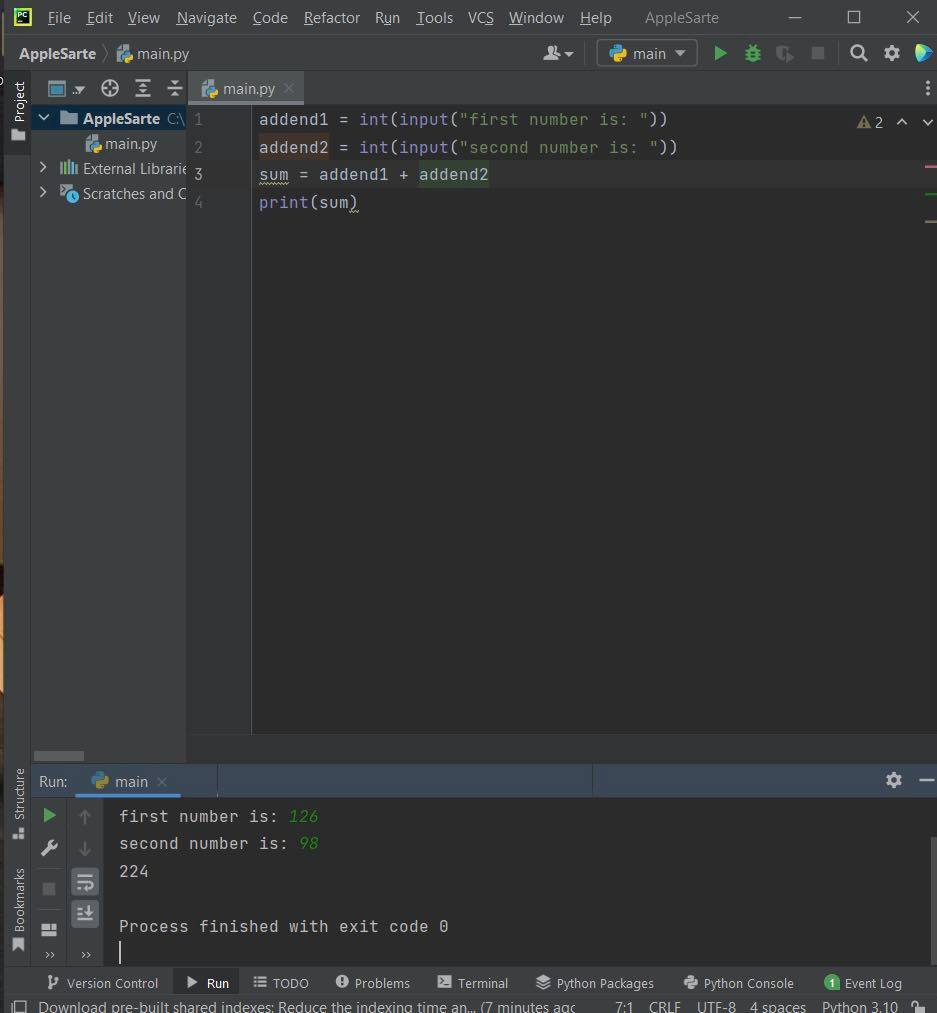 PC File Edit View Navigate Code Refactor Run Tools VCS Window Help AppleSarte
AppleSarte main.py main
Project
main.py
AppleSarte C:\
main.py
External Librarie
Scratches and C
1 addend1 = int(input("first number is: "))
2 addend2 = int(input("second number is: "))
3 sum = addend1 + addend2
4 print(sum)
2
Structure
Bookmarks
Run: main
first number is: 126
second number is: 98
224
Process finished with exit code 0
Version Control Run TODO Problems Terminal Python Packages Python Console 1 Event Log
Download pre-built shared indexes: Reduce the indexing time an... (7 minutes agc 7:1 CRLF UTF-8 4 spaces Python 3.10